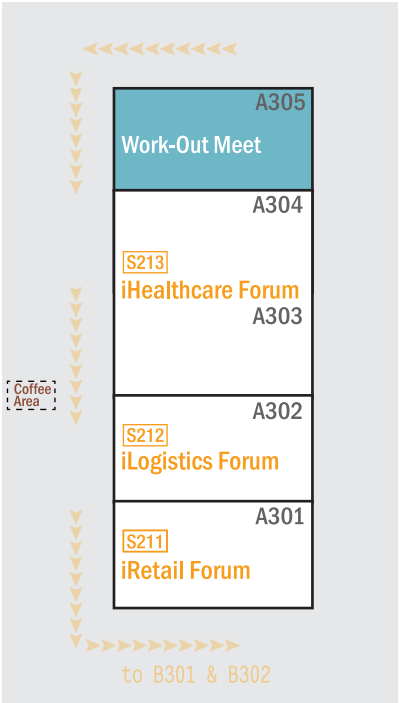 A305
Work-Out Meet
A304
S213
iHealthcare Forum
A303
Coffee
Area
A302
S212
iLogistics Forum
A301
S211
iRetail Forum
to B301 & B302